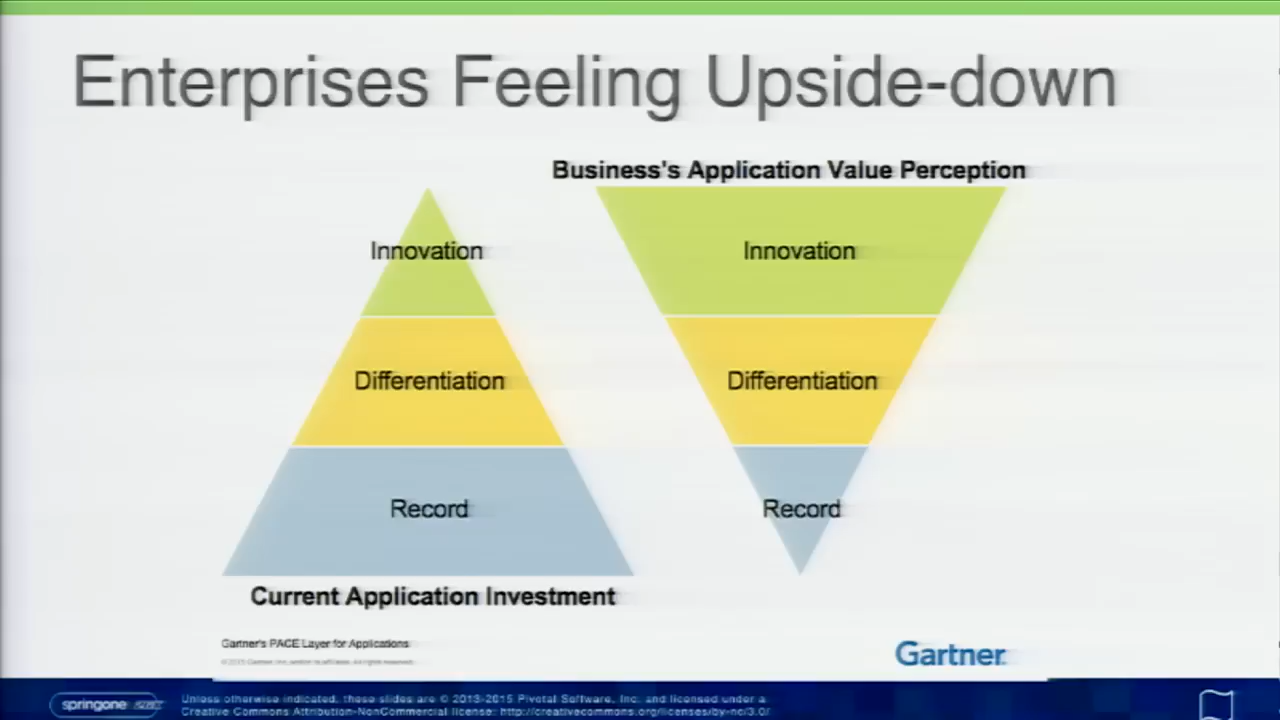 Enterprises Feeling Upside-down
Business's Application Value Perception
Innovation
Innovation
Differentiation
Differentiation
Record
Record
Current Application Investment
Gartner's PACE Layer for Applications
Gartner
springone
Unless otherwise indicated, these slides are © 2013-2015 Pivotal Software, Inc. and licensed under a
Creative Commons Attribution-NonCommercial license: http://creativecommons.org/licenses/by-nc/3.0/